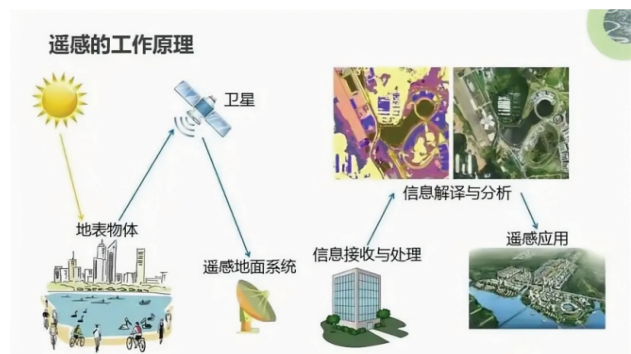 遥感的工作原理
卫星
地表物体
遥感地面系统
信息接收与处理
信息解译与分析
遥感应用